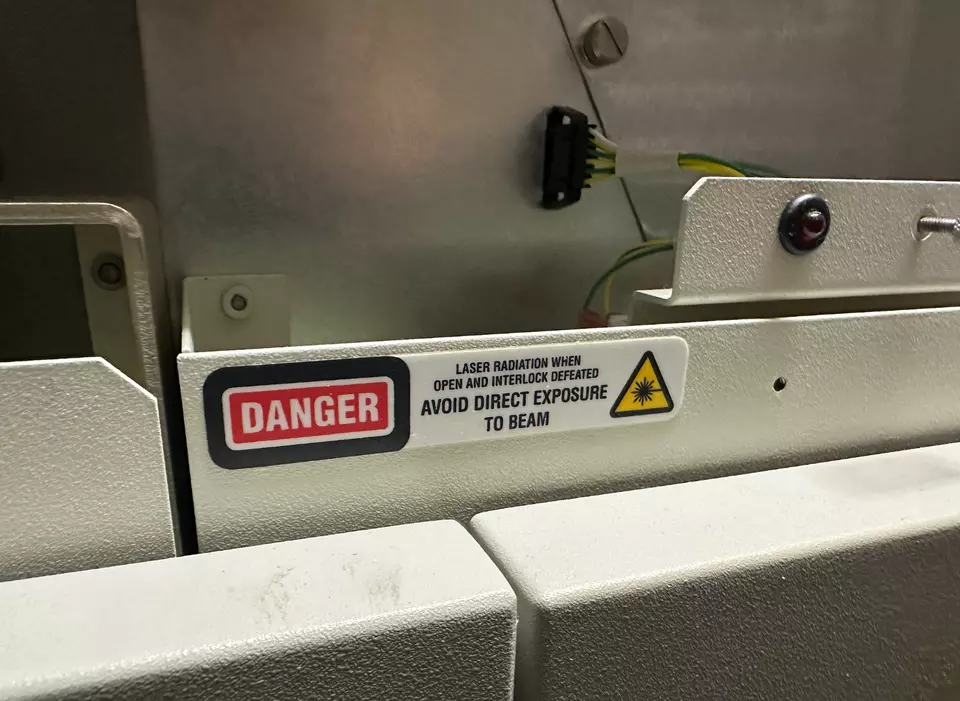 DANGER
LASER RADIATION WHEN
OPEN AND INTERLOCK DEFEATED
AVOID DIRECT EXPOSURE
TO BEAM